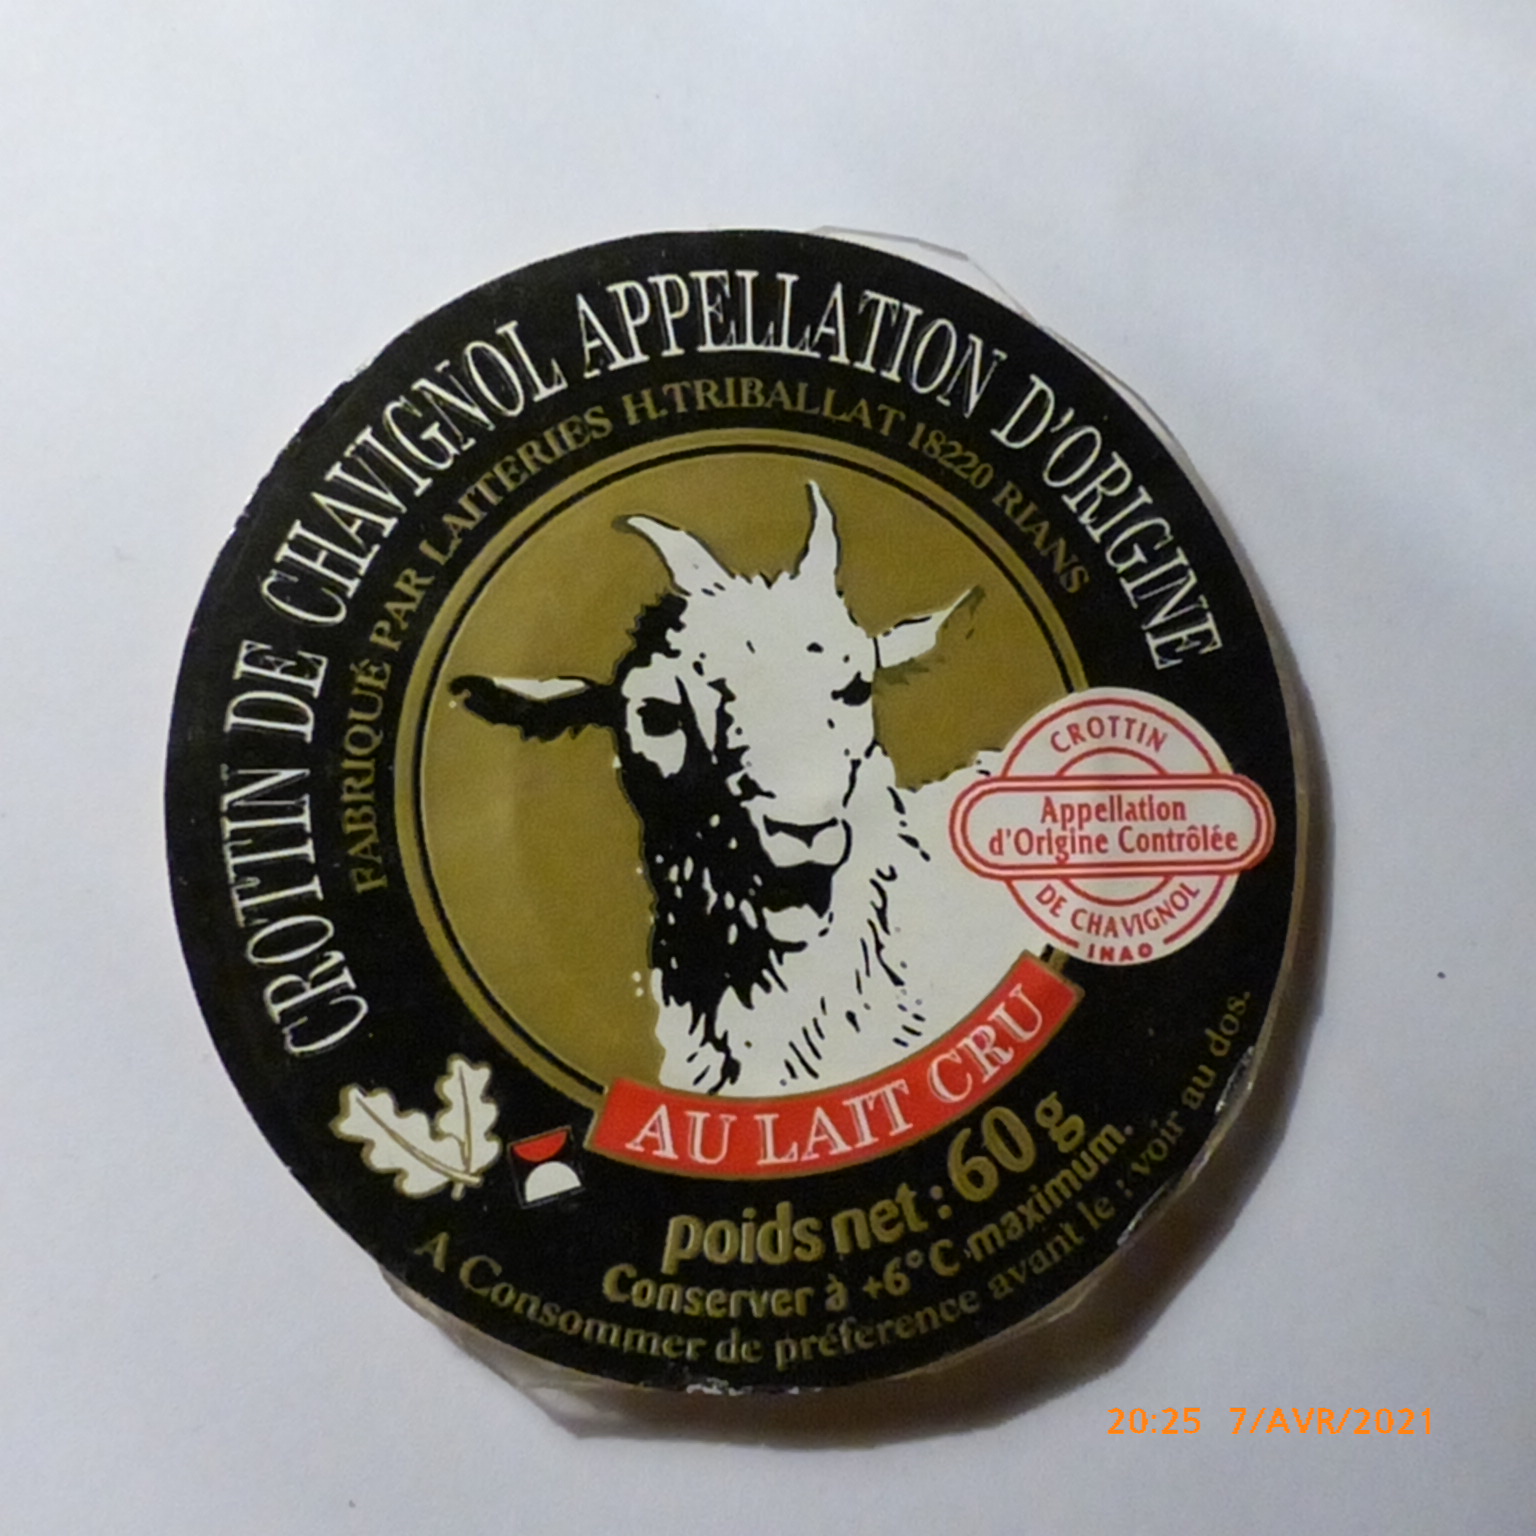 CROTTIN DE CHAVIGNOL APPELLATION D'ORIGINE
FABRIQUÉ PAR LAITERIES H.TRIBALLAT 18220 RIANS
CROTTIN
Appellation
d'Origine Contrôlée
DE CHAVIGNOL
INAO
AU LAIT CRU
poids net : 60 g
Conserver à +6°C maximum.
A Consommer de préférence avant le : voir au dos.
20:25 7/AVR/2021